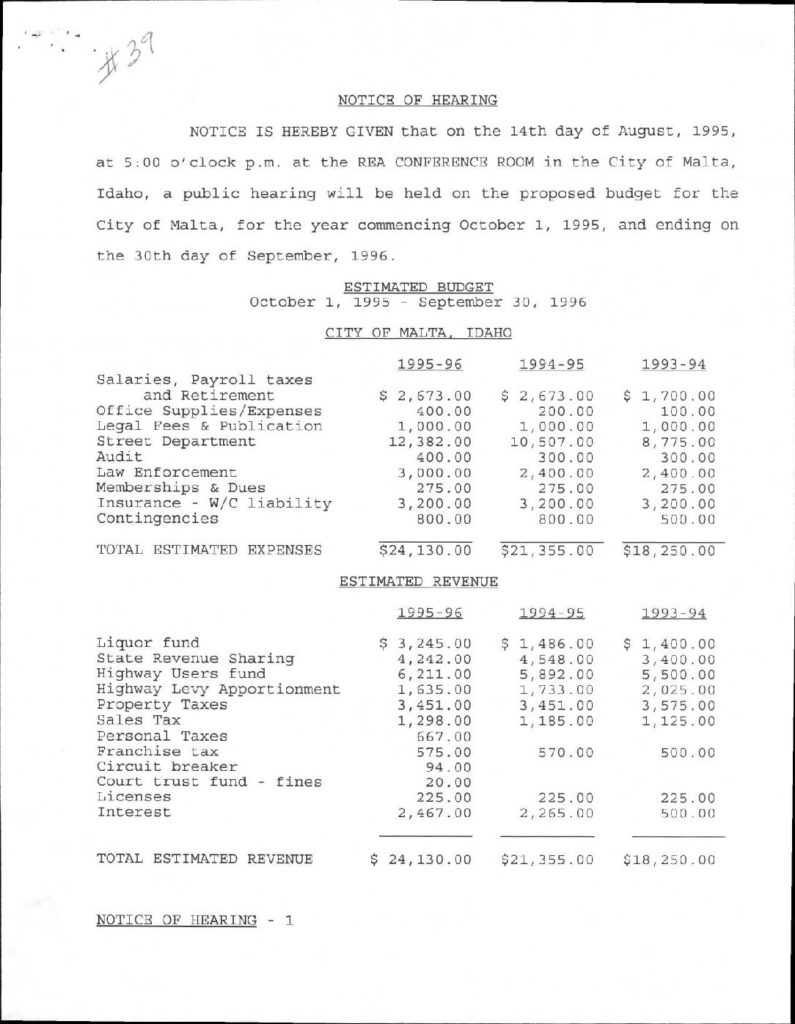 #39
NOTICE OF HEARING
NOTICE IS HEREBY GIVEN that on the 14th day of August, 1995,
at 5:00 o'clock p.m. at the REA CONFERENCE ROOM in the City of Malta,
Idaho, a public hearing will be held on the proposed budget for the
City of Malta, for the year commencing October 1, 1995, and ending on
the 30th day of September, 1996.
ESTIMATED BUDGET
October 1, 1995 - September 30, 1996
CITY OF MALTA, IDAHO
1995-96 1994-95 1993-94
Salaries, Payroll taxes
and Retirement $ 2,673.00 $ 2,673.00 $ 1,700.00
Office Supplies/Expenses 400.00 200.00 100.00
Legal Fees & Publication 1,000.00 1,000.00 1,000.00
Street Department 12,382.00 10,507.00 8,775.00
Audit 400.00 300.00 300.00
Law Enforcement 3,000.00 2,400.00 2,400.00
Memberships & Dues 275.00 275.00 275.00
Insurance - W/C liability 3,200.00 3,200.00 3,200.00
Contingencies 800.00 800.00 500.00
TOTAL ESTIMATED EXPENSES $24,130.00 $21,355.00 $18,250.00
ESTIMATED REVENUE
1995-96 1994-95 1993-94
Liquor fund $ 3,245.00 $ 1,486.00 $ 1,400.00
State Revenue Sharing 4,242.00 4,548.00 3,400.00
Highway Users fund 6,211.00 5,892.00 5,500.00
Highway Levy Apportionment 1,635.00 1,733.00 2,025.00
Property Taxes 3,451.00 3,451.00 3,575.00
Sales Tax 1,298.00 1,185.00 1,125.00
Personal Taxes 667.00
Franchise tax 575.00 570.00 500.00
Circuit breaker 94.00
Court trust fund - fines 20.00
Licenses 225.00 225.00 225.00
Interest 2,467.00 2,265.00 500.00
TOTAL ESTIMATED REVENUE $ 24,130.00 $21,355.00 $18,250.00
NOTICE OF HEARING - 1